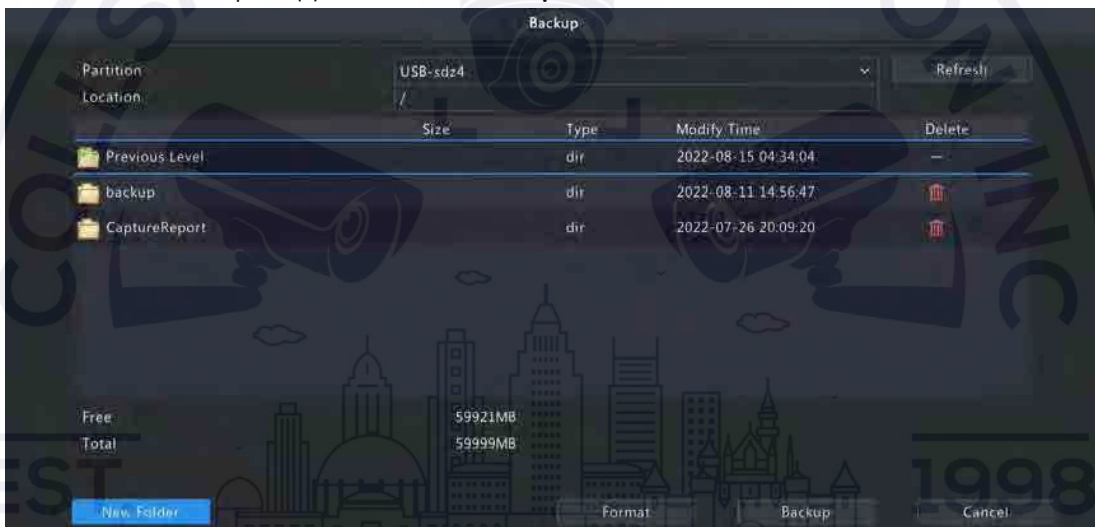 Backup
Partition USB-sdz4 Refresh
Location /
Size Type Modify Time Delete
Previous Level dir 2022-08-15 04:34:04 —
backup dir 2022-08-11 14:56:47
CaptureReport dir 2022-07-26 20:09:20
Free 59921MB
Total 59999MB
New Folder Format Backup Cancel
1998